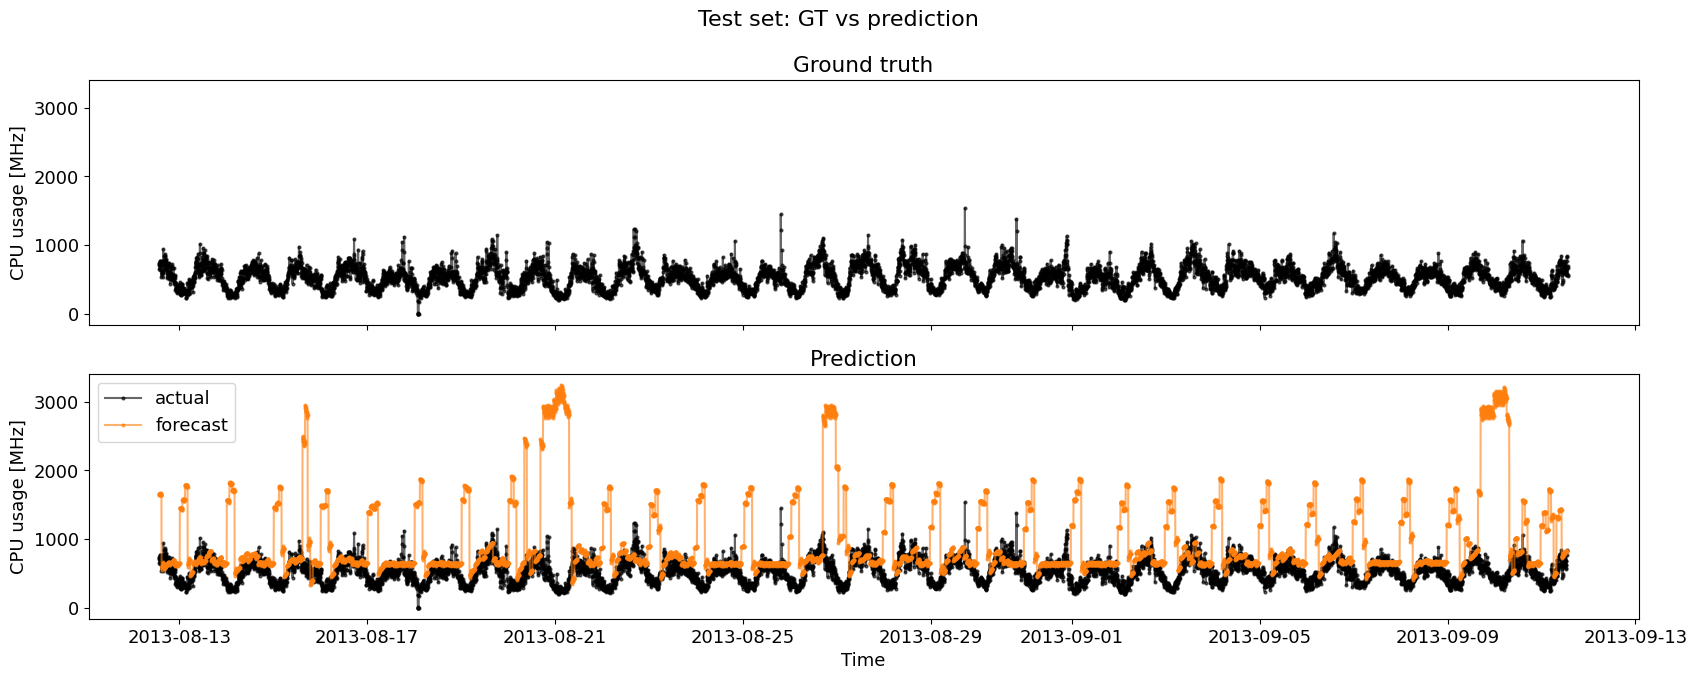 Test set: GT vs prediction
Ground truth
CPU usage [MHz]
3000
2000
1000
0
Prediction
CPU usage [MHz]
3000
2000
1000
0
actual
forecast
2013-08-13 2013-08-17 2013-08-21 2013-08-25 2013-08-29 2013-09-01 2013-09-05 2013-09-09 2013-09-13
Time